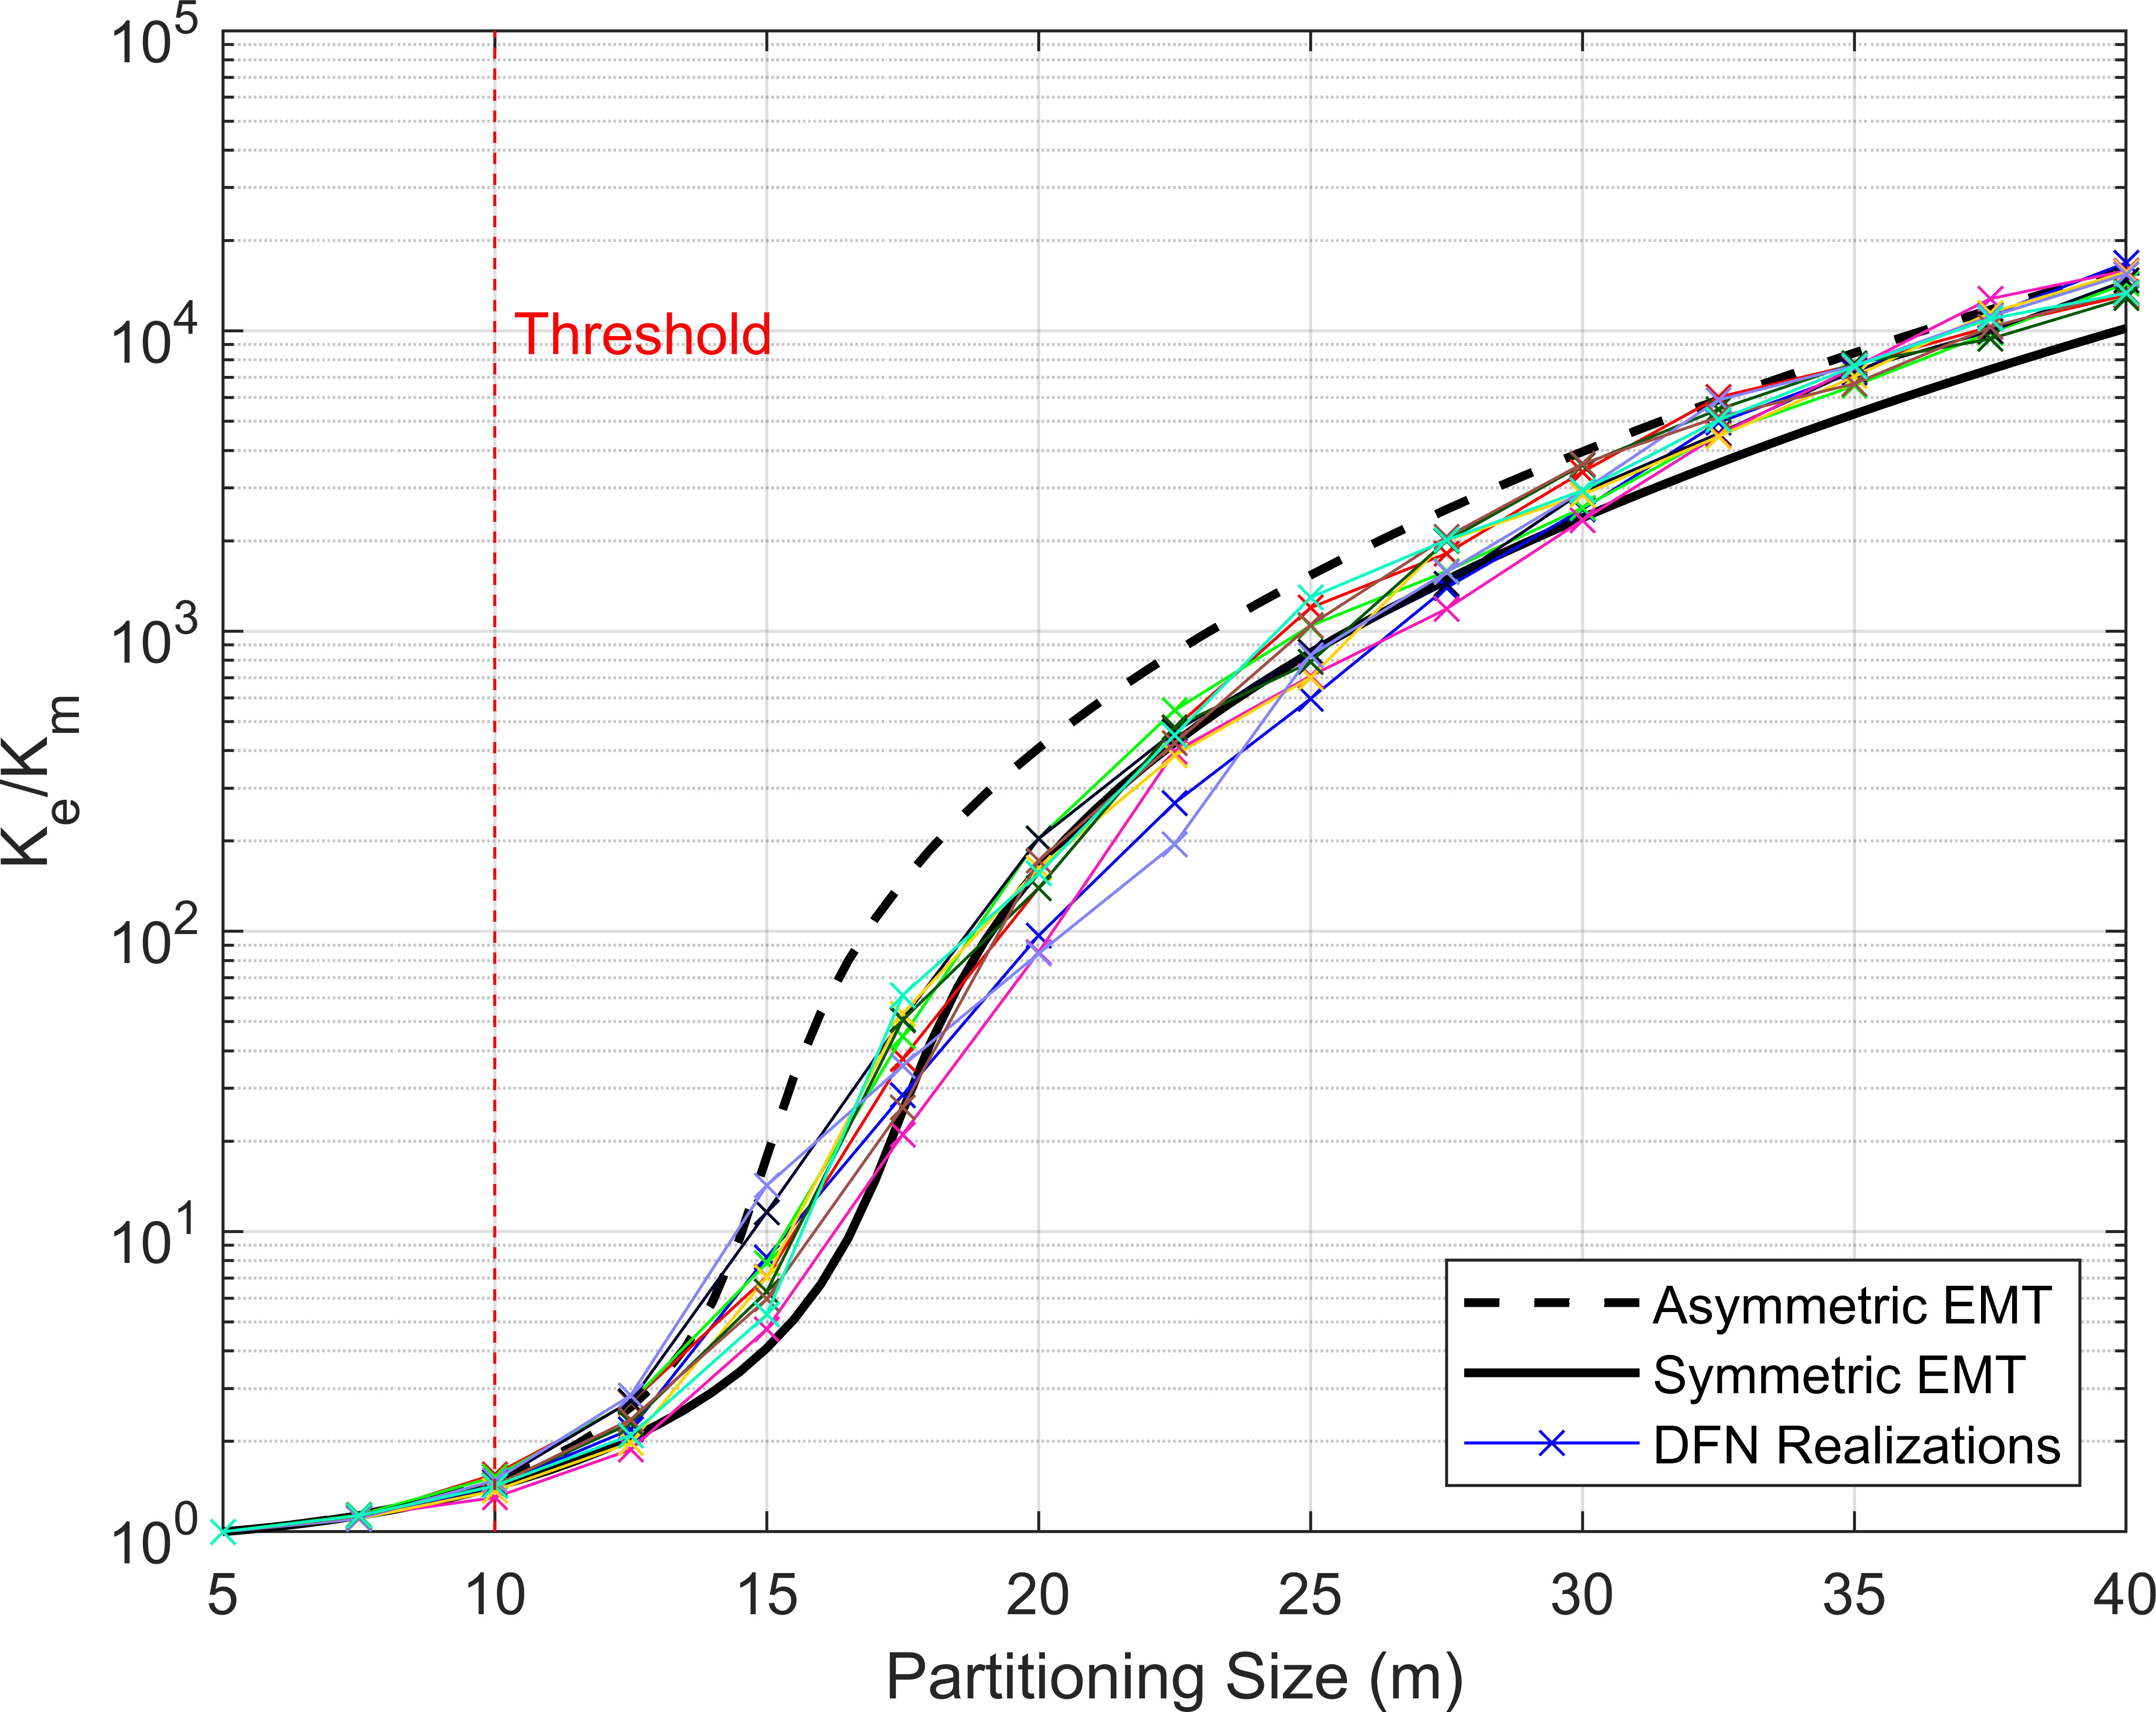 10^5
10^4
10^3
10^2
10^1
10^0
K_e/K_m
Threshold
Asymmetric EMT
Symmetric EMT
DFN Realizations
5 10 15 20 25 30 35 40
Partitioning Size (m)